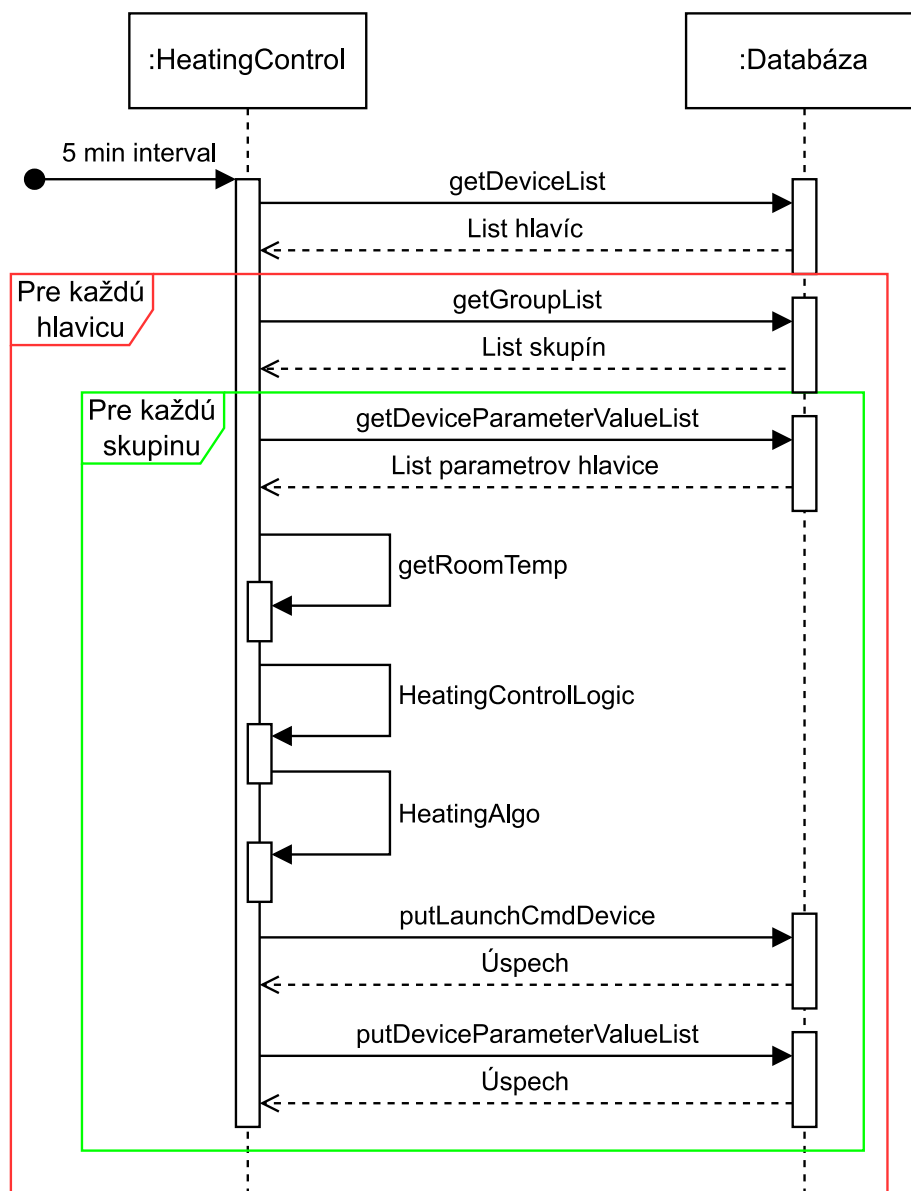 :HeatingControl
:Databáza
5 min interval
getDeviceList
List hlavíc
Pre každú
hlavicu
getGroupList
List skupín
Pre každú
skupinu
getDeviceParameterValueList
List parametrov hlavice
getRoomTemp
HeatingControlLogic
HeatingAlgo
putLaunchCmdDevice
Úspech
putDeviceParameterValueList
Úspech